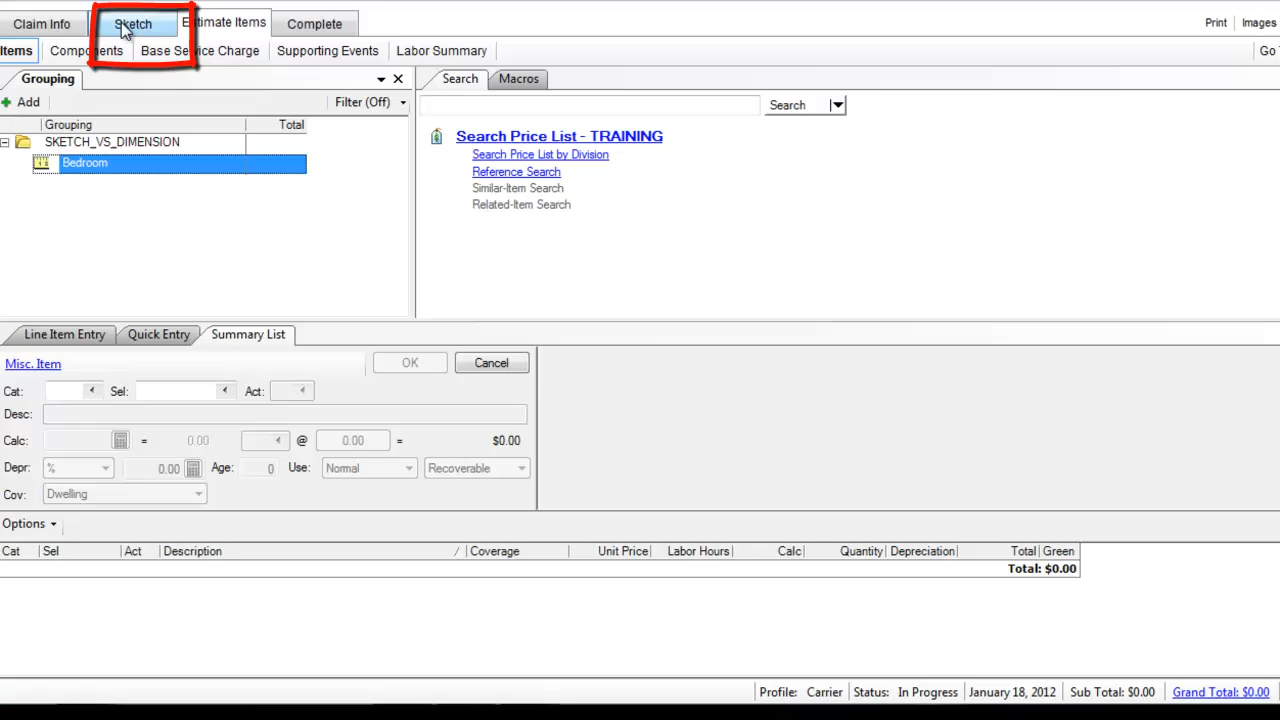 Claim Info Sketch Estimate Items Complete Print Images
Items Components Base Service Charge Supporting Events Labor Summary Go
Grouping
Search Macros
Add Filter (Off)
Search
Grouping Total
SKETCH_VS_DIMENSION
Bedroom
Search Price List - TRAINING
Search Price List by Division
Reference Search
Similar-Item Search
Related-Item Search
Line Item Entry Quick Entry Summary List
Misc. Item OK Cancel
Cat: Sel: Act:
Desc:
Calc: = 0.00 @ 0.00 = $0.00
Depr: % 0.00 Age: 0 Use: Normal Recoverable
Cov: Dwelling
Options
Cat Sel Act Description / Coverage Unit Price Labor Hours Calc Quantity Depreciation Total Green
Total: $0.00
Profile: Carrier Status: In Progress January 18, 2012 Sub Total: $0.00 Grand Total: $0.00